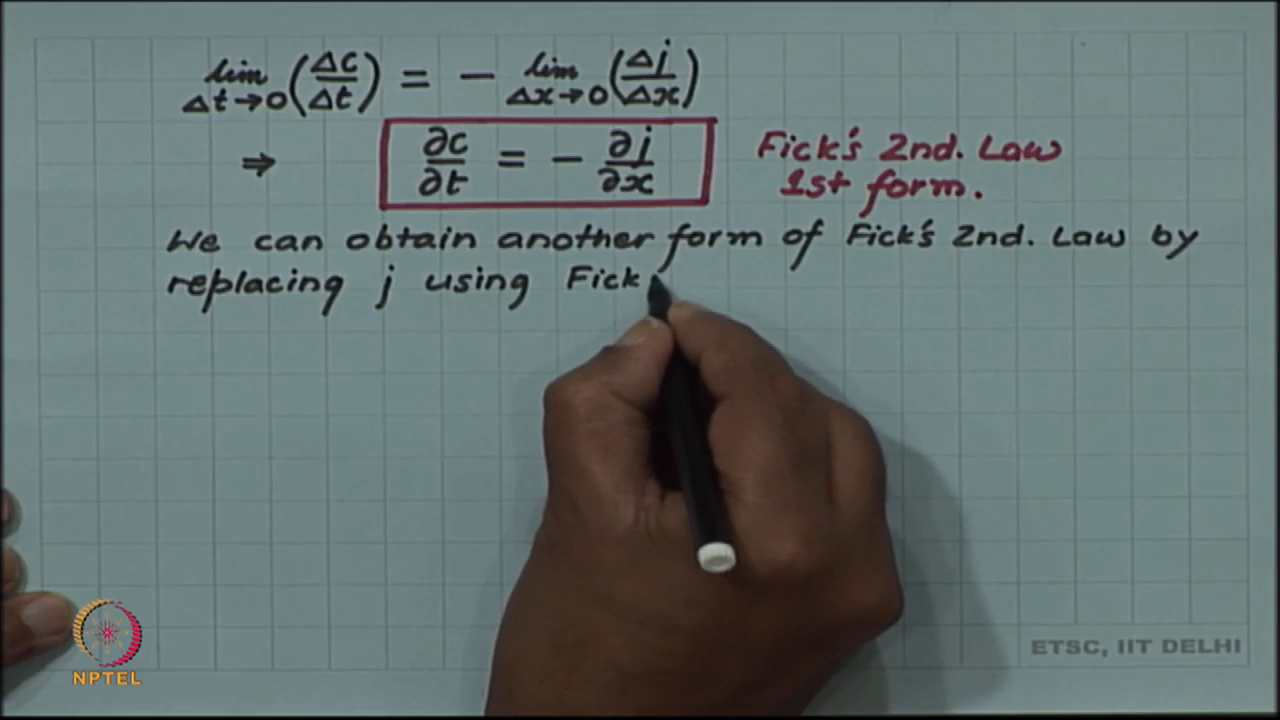 lim Δt→0 (Δc/Δt) = − lim Δx→0 (Δj/Δx)
⇒ ∂c/∂t = − ∂j/∂x Fick's 2nd. Law
1st form.
We can obtain another form of Fick's 2nd. Law by
replacing j using Fick
NPTEL
ETSC, IIT DELHI